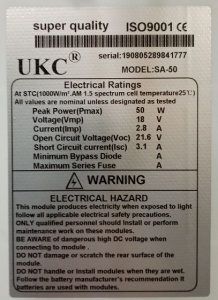 super quality ISO9001 CE
serial:190805289841777
UKC®
MODEL:SA-50
Electrical Ratings
At STC(1000W/m².AM 1.5 spectrum cell temperature25℃)
All values are nominal unless designated as tested
Peak Power(Pmax) 50 W
Voltage(Vmp) 18 V
Current(Imp) 2.8 A
Open Circuit Voltage(Voc) 21.6 V
Short Circuit current(Isc) 3.1 A
Minimum Bypass Diode A
Maximum Series Fuse A
WARNING
ELECTRICAL HAZARD
This module produces electricity when exposed to light
follow all applicable electrical safety precautions.
ONLY qualified personnel should Install or perform
maintenance work on these modules.
BE AWARE of dangerous high DC voltage when
connecting to module.
DO NOT damage or scratch the rear surface of the
module.
DO NOT handle or Install modules when they are wet.
Follow the battery manufacturer's recommendation if
batteries are used with modules.